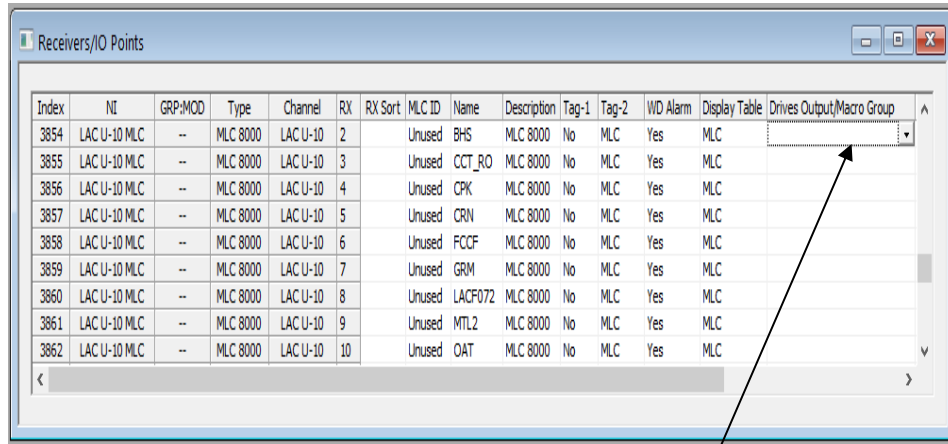 Receivers/IO Points
Index NI GRP:MOD Type Channel RX RX Sort MLC ID Name Description Tag-1 Tag-2 WD Alarm Display Table Drives Output/Macro Group
3854 LAC U-10 MLC -- MLC 8000 LAC U-10 2 Unused BHS MLC 8000 No MLC Yes MLC
3855 LAC U-10 MLC -- MLC 8000 LAC U-10 3 Unused CCT_RO MLC 8000 No MLC Yes MLC
3856 LAC U-10 MLC -- MLC 8000 LAC U-10 4 Unused CPK MLC 8000 No MLC Yes MLC
3857 LAC U-10 MLC -- MLC 8000 LAC U-10 5 Unused CRN MLC 8000 No MLC Yes MLC
3858 LAC U-10 MLC -- MLC 8000 LAC U-10 6 Unused FCCF MLC 8000 No MLC Yes MLC
3859 LAC U-10 MLC -- MLC 8000 LAC U-10 7 Unused GRM MLC 8000 No MLC Yes MLC
3860 LAC U-10 MLC -- MLC 8000 LAC U-10 8 Unused LACF072 MLC 8000 No MLC Yes MLC
3861 LAC U-10 MLC -- MLC 8000 LAC U-10 9 Unused MTL2 MLC 8000 No MLC Yes MLC
3862 LAC U-10 MLC -- MLC 8000 LAC U-10 10 Unused OAT MLC 8000 No MLC Yes MLC